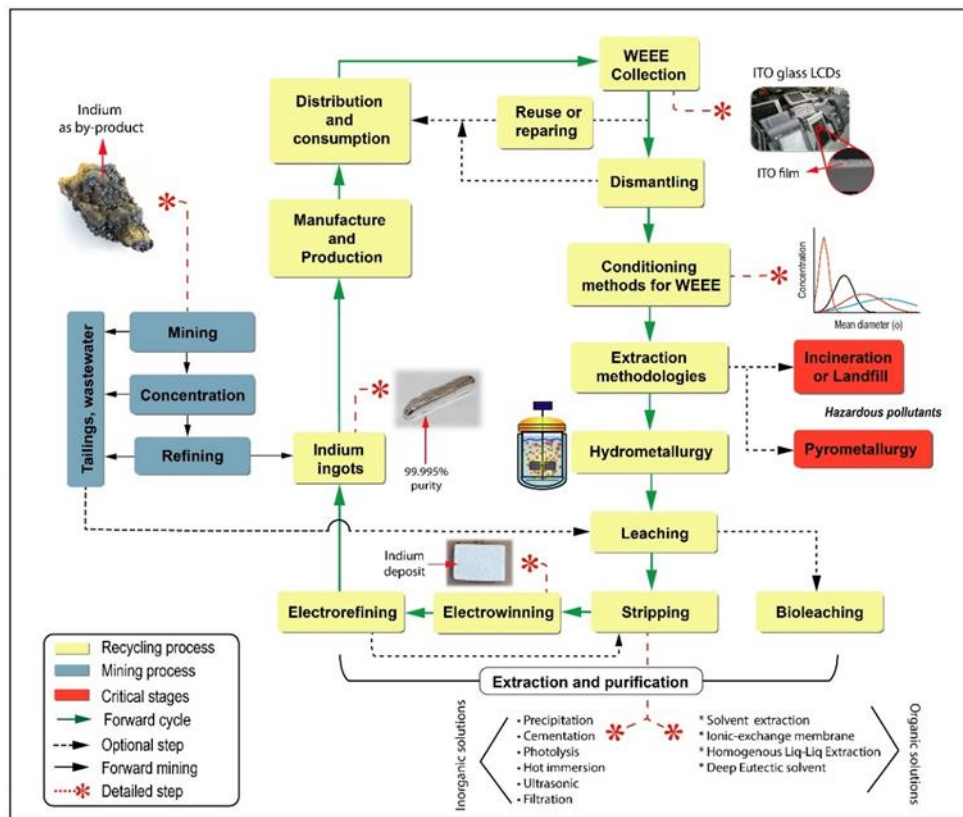 WEEE
Collection
ITO glass LCDs
ITO film
Distribution
and
consumption
Reuse or
reparing
Dismantling
Indium
as by-product
Manufacture
and
Production
Conditioning
methods for WEEE
Concentration
Mean diameter (o)
Tailings, wastewater
Mining
Concentration
Refining
Extraction
methodologies
Incineration
or Landfill
Hazardous pollutants
Pyrometallurgy
Hydrometallurgy
Indium
ingots
99.995%
purity
Leaching
Indium
deposit
Electrorefining
Electrowinning
Stripping
Bioleaching
Extraction and purification
Inorganic solutions
• Precipitation
• Cementation
• Photolysis
• Hot immersion
• Ultrasonic
• Filtration
* Solvent extraction
* Ionic-exchange membrane
* Homogenous Liq-Liq Extraction
* Deep Eutectic solvent
Organic solutions
Recycling process
Mining process
Critical stages
Forward cycle
Optional step
Forward mining
Detailed step